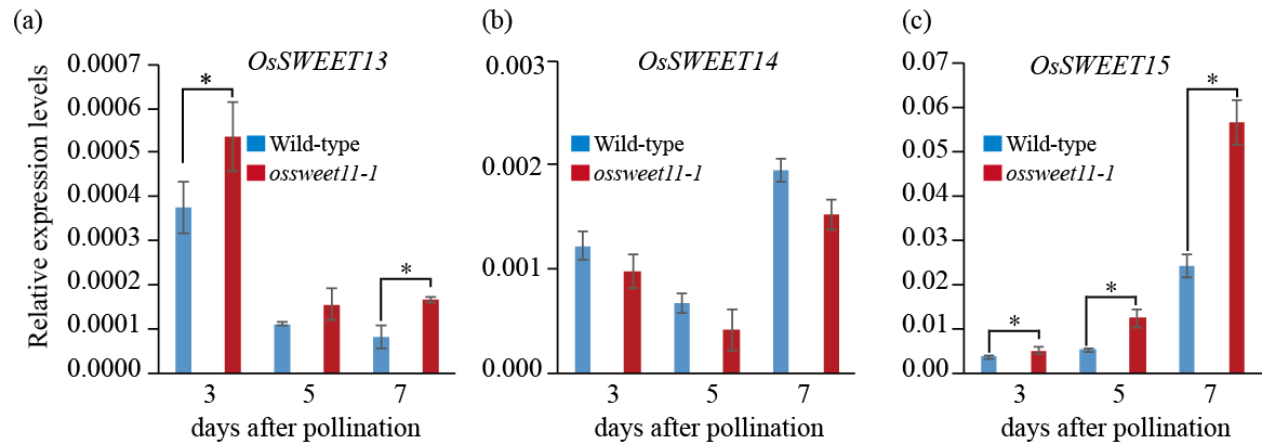 (a)
OsSWEET13
Relative expression levels
0.0007
0.0006
0.0005
0.0004
0.0003
0.0002
0.0001
0.0000
*
*
Wild-type
ossweet11-1
3 5 7
days after pollination
(b)
OsSWEET14
0.003
0.002
0.001
0.000
Wild-type
ossweet11-1
3 5 7
days after pollination
(c)
OsSWEET15
0.07
0.06
0.05
0.04
0.03
0.02
0.01
0.00
*
*
*
Wild-type
ossweet11-1
3 5 7
days after pollination